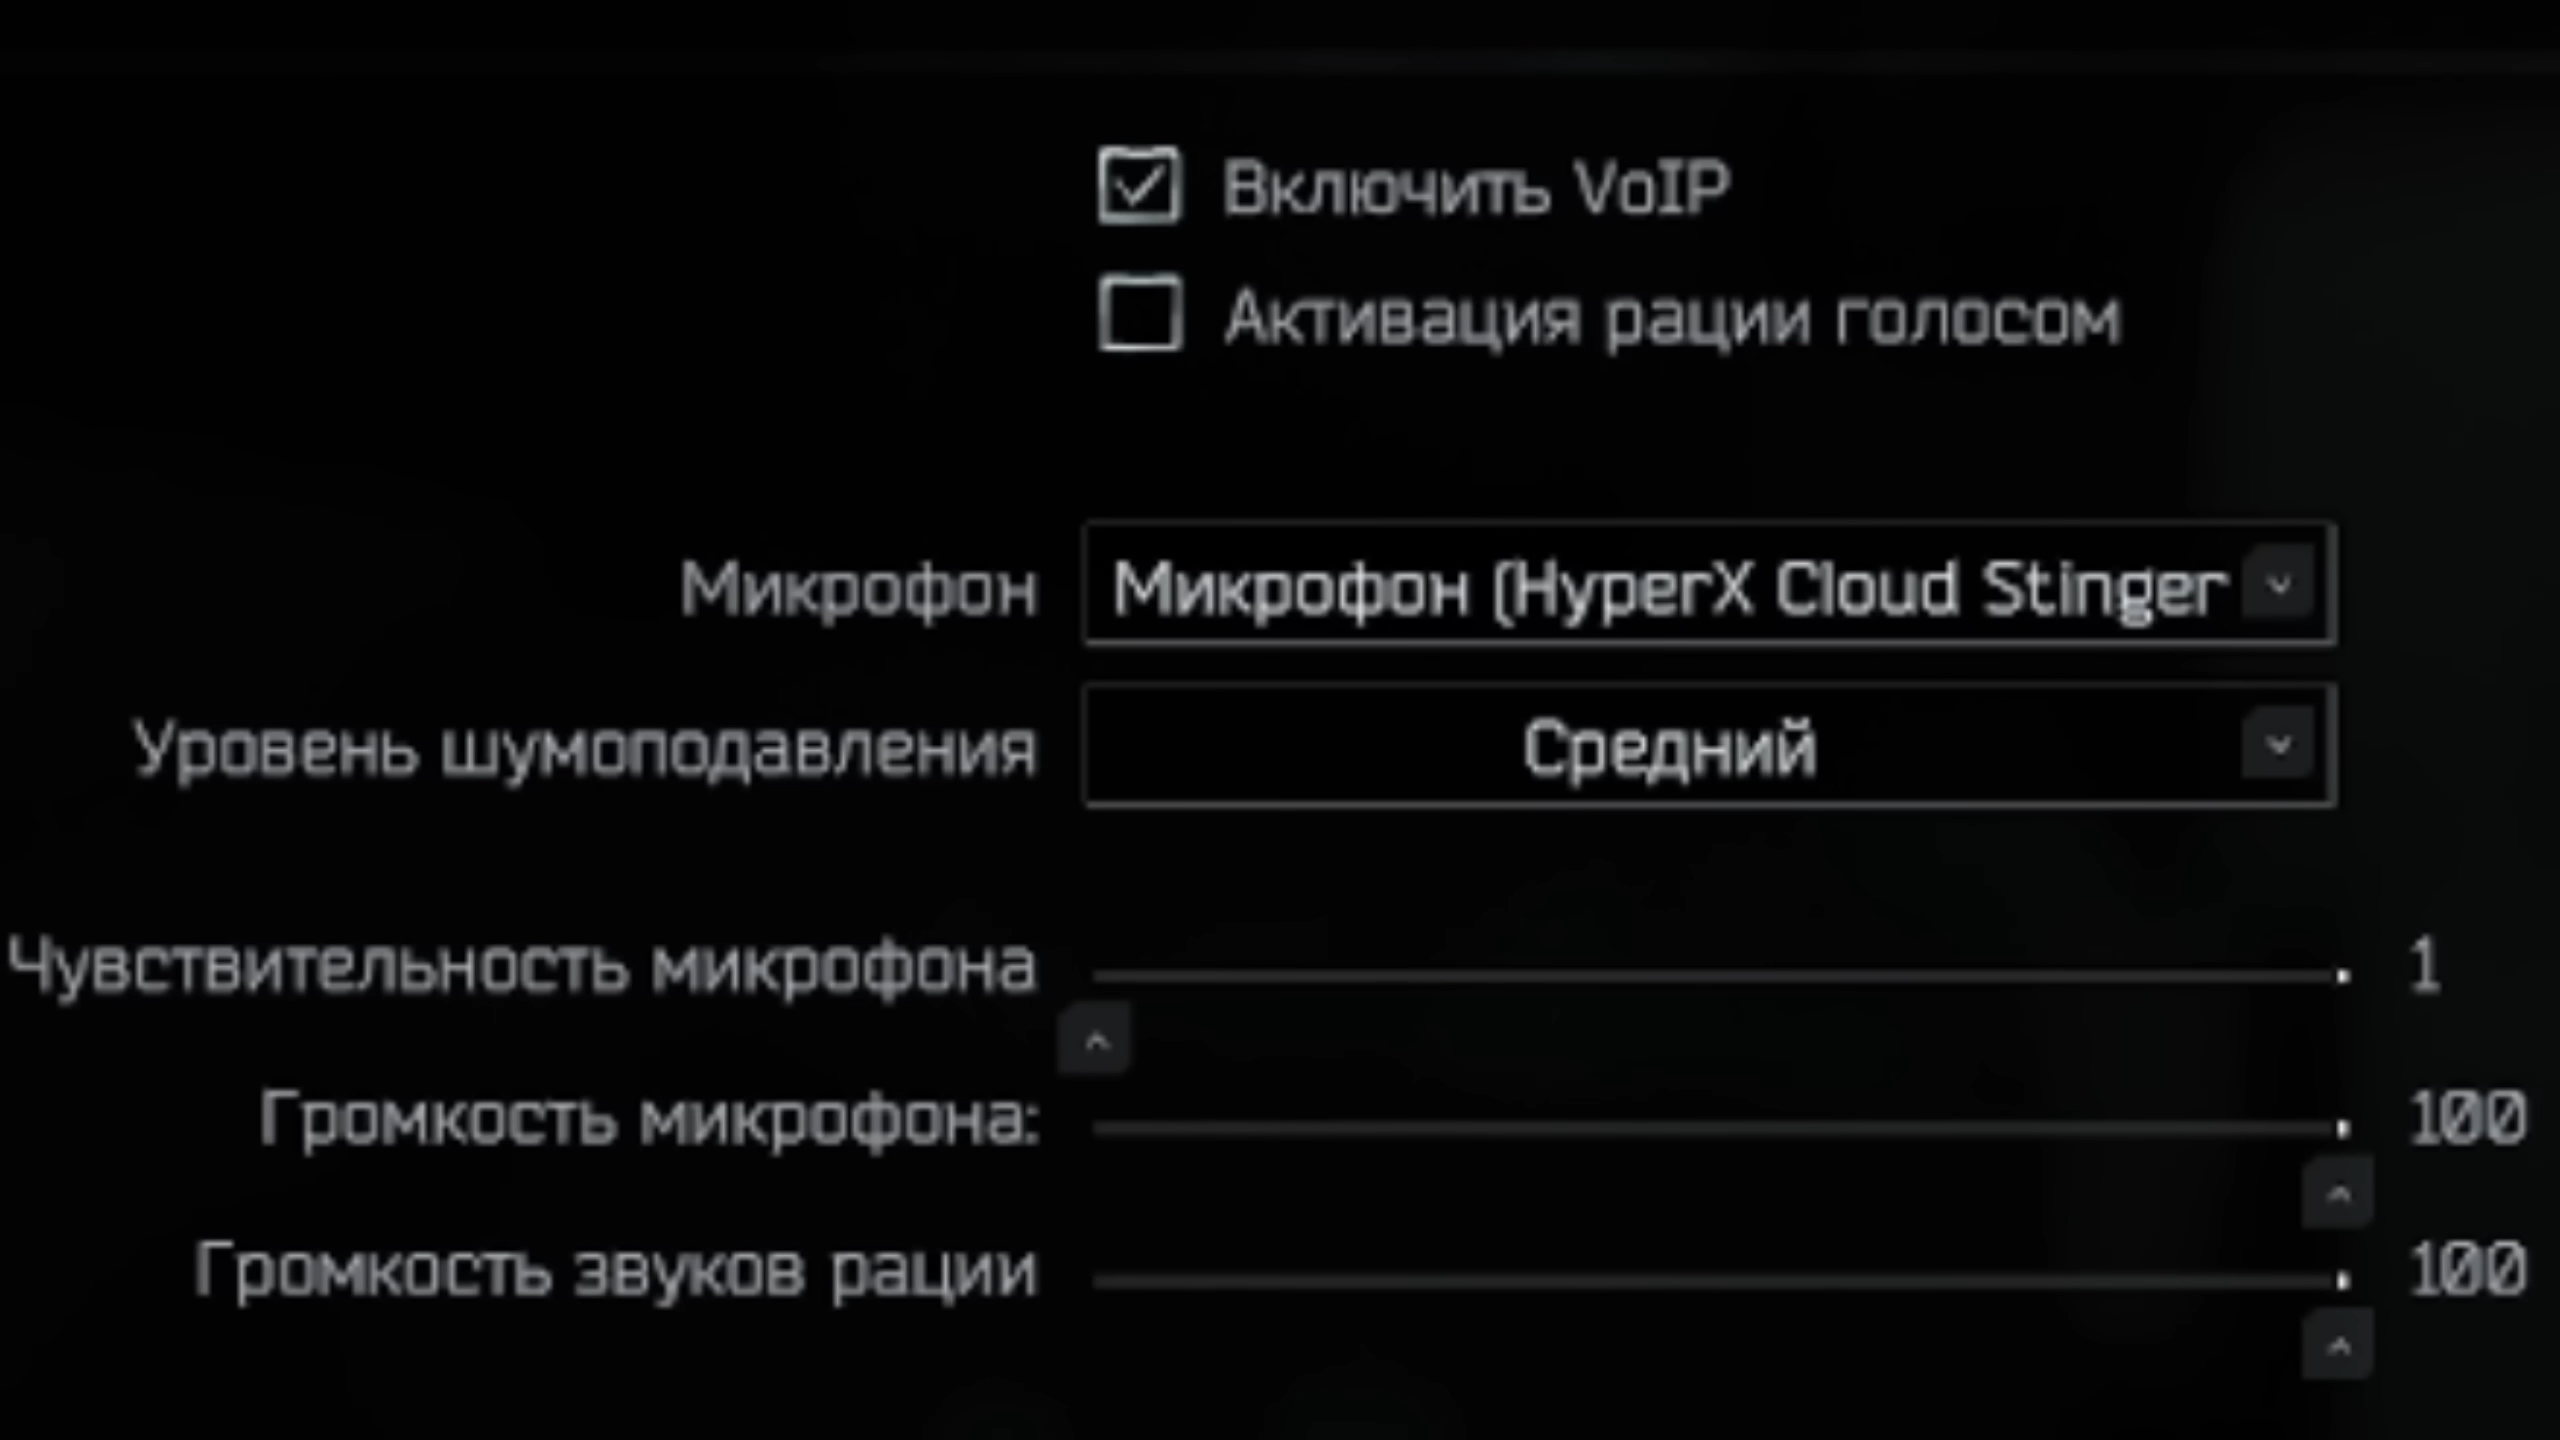 Включить VoIP
Активация рации голосом
Микрофон Микрофон (HyperX Cloud Stinger
Уровень шумоподавления Средний
Чувствительность микрофона 1
Громкость микрофона: 100
Громкость звуков рации 100